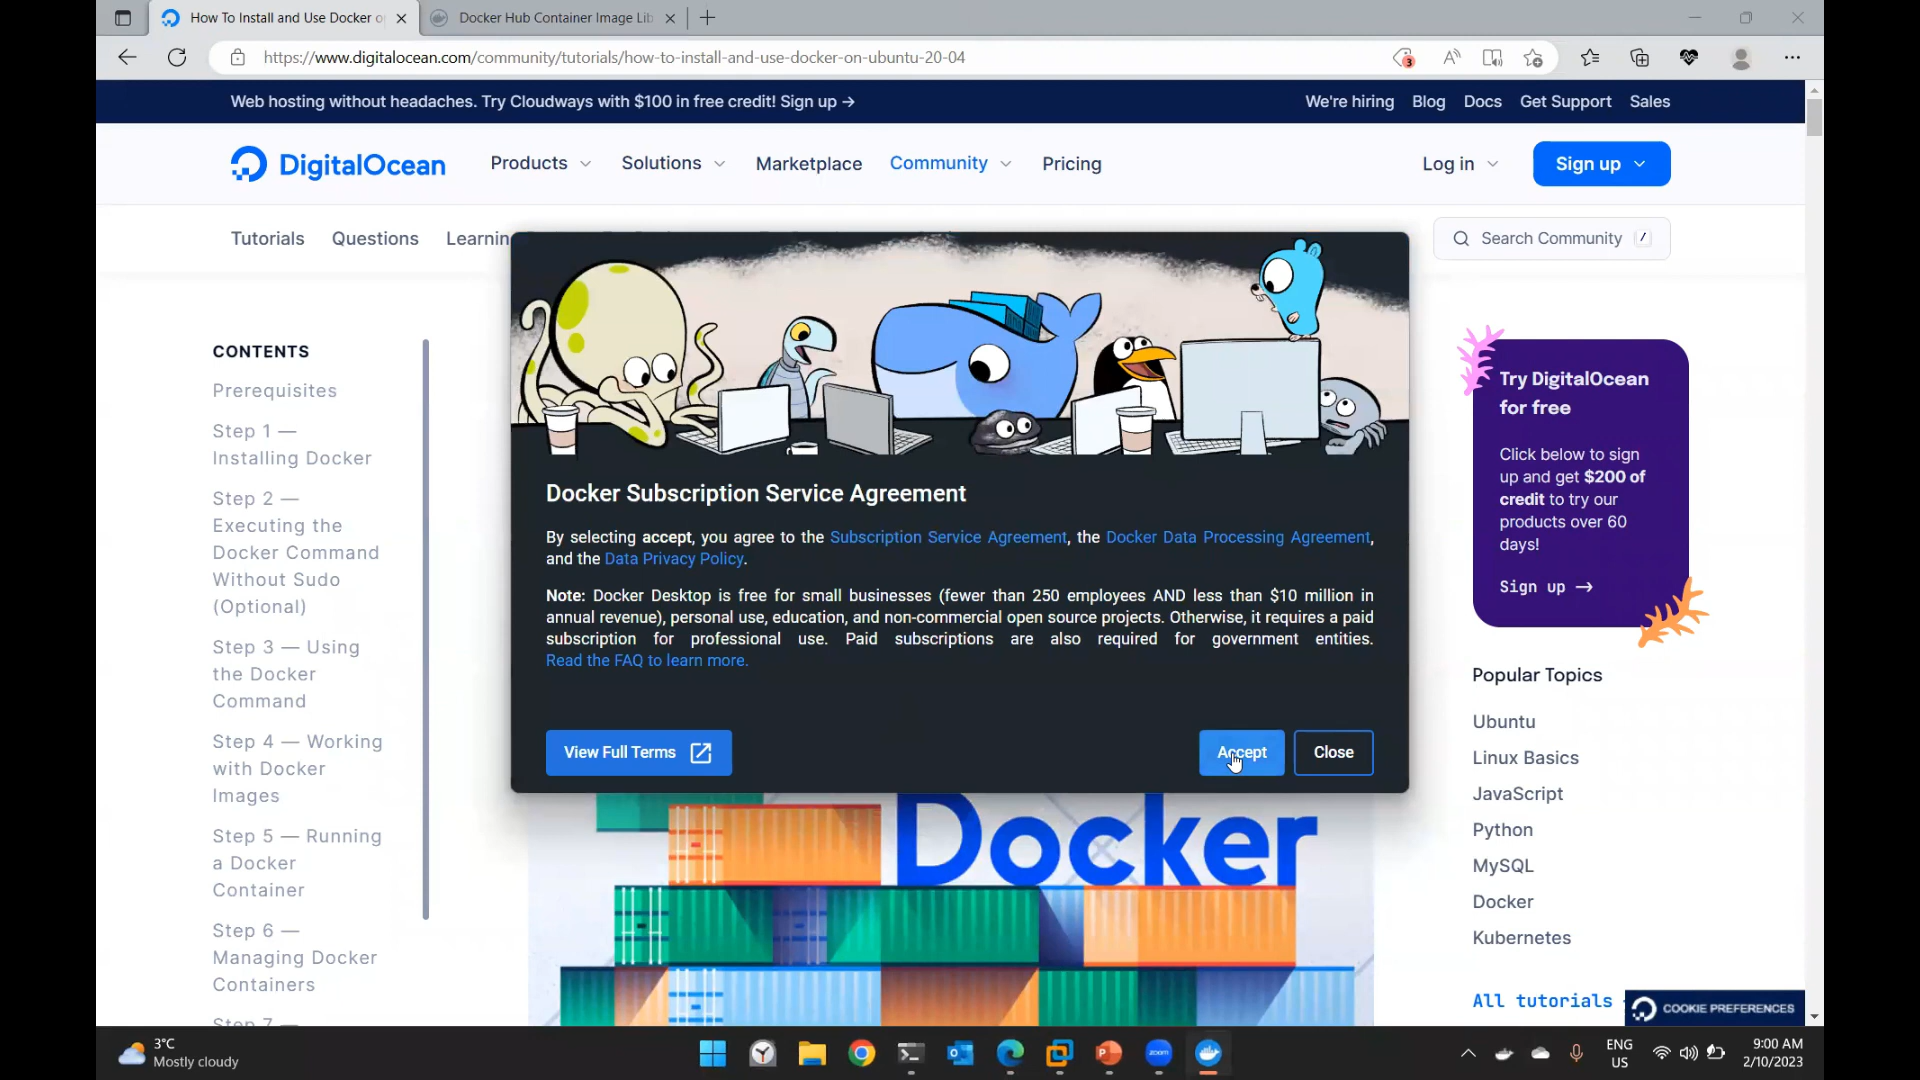 How To Install and Use Docker o
Docker Hub Container Image Lib
https://www.digitalocean.com/community/tutorials/how-to-install-and-use-docker-on-ubuntu-20-04
3
Web hosting without headaches. Try Cloudways with $100 in free credit! Sign up →
We're hiring Blog Docs Get Support Sales
DigitalOcean
Products Solutions Marketplace Community Pricing
Log in Sign up
Tutorials Questions Learnin
Search Community /
CONTENTS
Prerequisites
Step 1 —
Installing Docker
Step 2 —
Executing the
Docker Command
Without Sudo
(Optional)
Step 3 — Using
the Docker
Command
Step 4 — Working
with Docker
Images
Step 5 — Running
a Docker
Container
Step 6 —
Managing Docker
Containers
Step 7 —
Docker Subscription Service Agreement
By selecting accept, you agree to the Subscription Service Agreement, the Docker Data Processing Agreement,
and the Data Privacy Policy.
Note: Docker Desktop is free for small businesses (fewer than 250 employees AND less than $10 million in
annual revenue), personal use, education, and non-commercial open source projects. Otherwise, it requires a paid
subscription for professional use. Paid subscriptions are also required for government entities.
Read the FAQ to learn more.
View Full Terms
Accept
Close
Docker
Try DigitalOcean
for free
Click below to sign
up and get $200 of
credit to try our
products over 60
days!
Sign up →
Popular Topics
Ubuntu
Linux Basics
JavaScript
Python
MySQL
Docker
Kubernetes
All tutorials
COOKIE PREFERENCES
3°C
Mostly cloudy
zoom
ENG
US
9:00 AM
2/10/2023